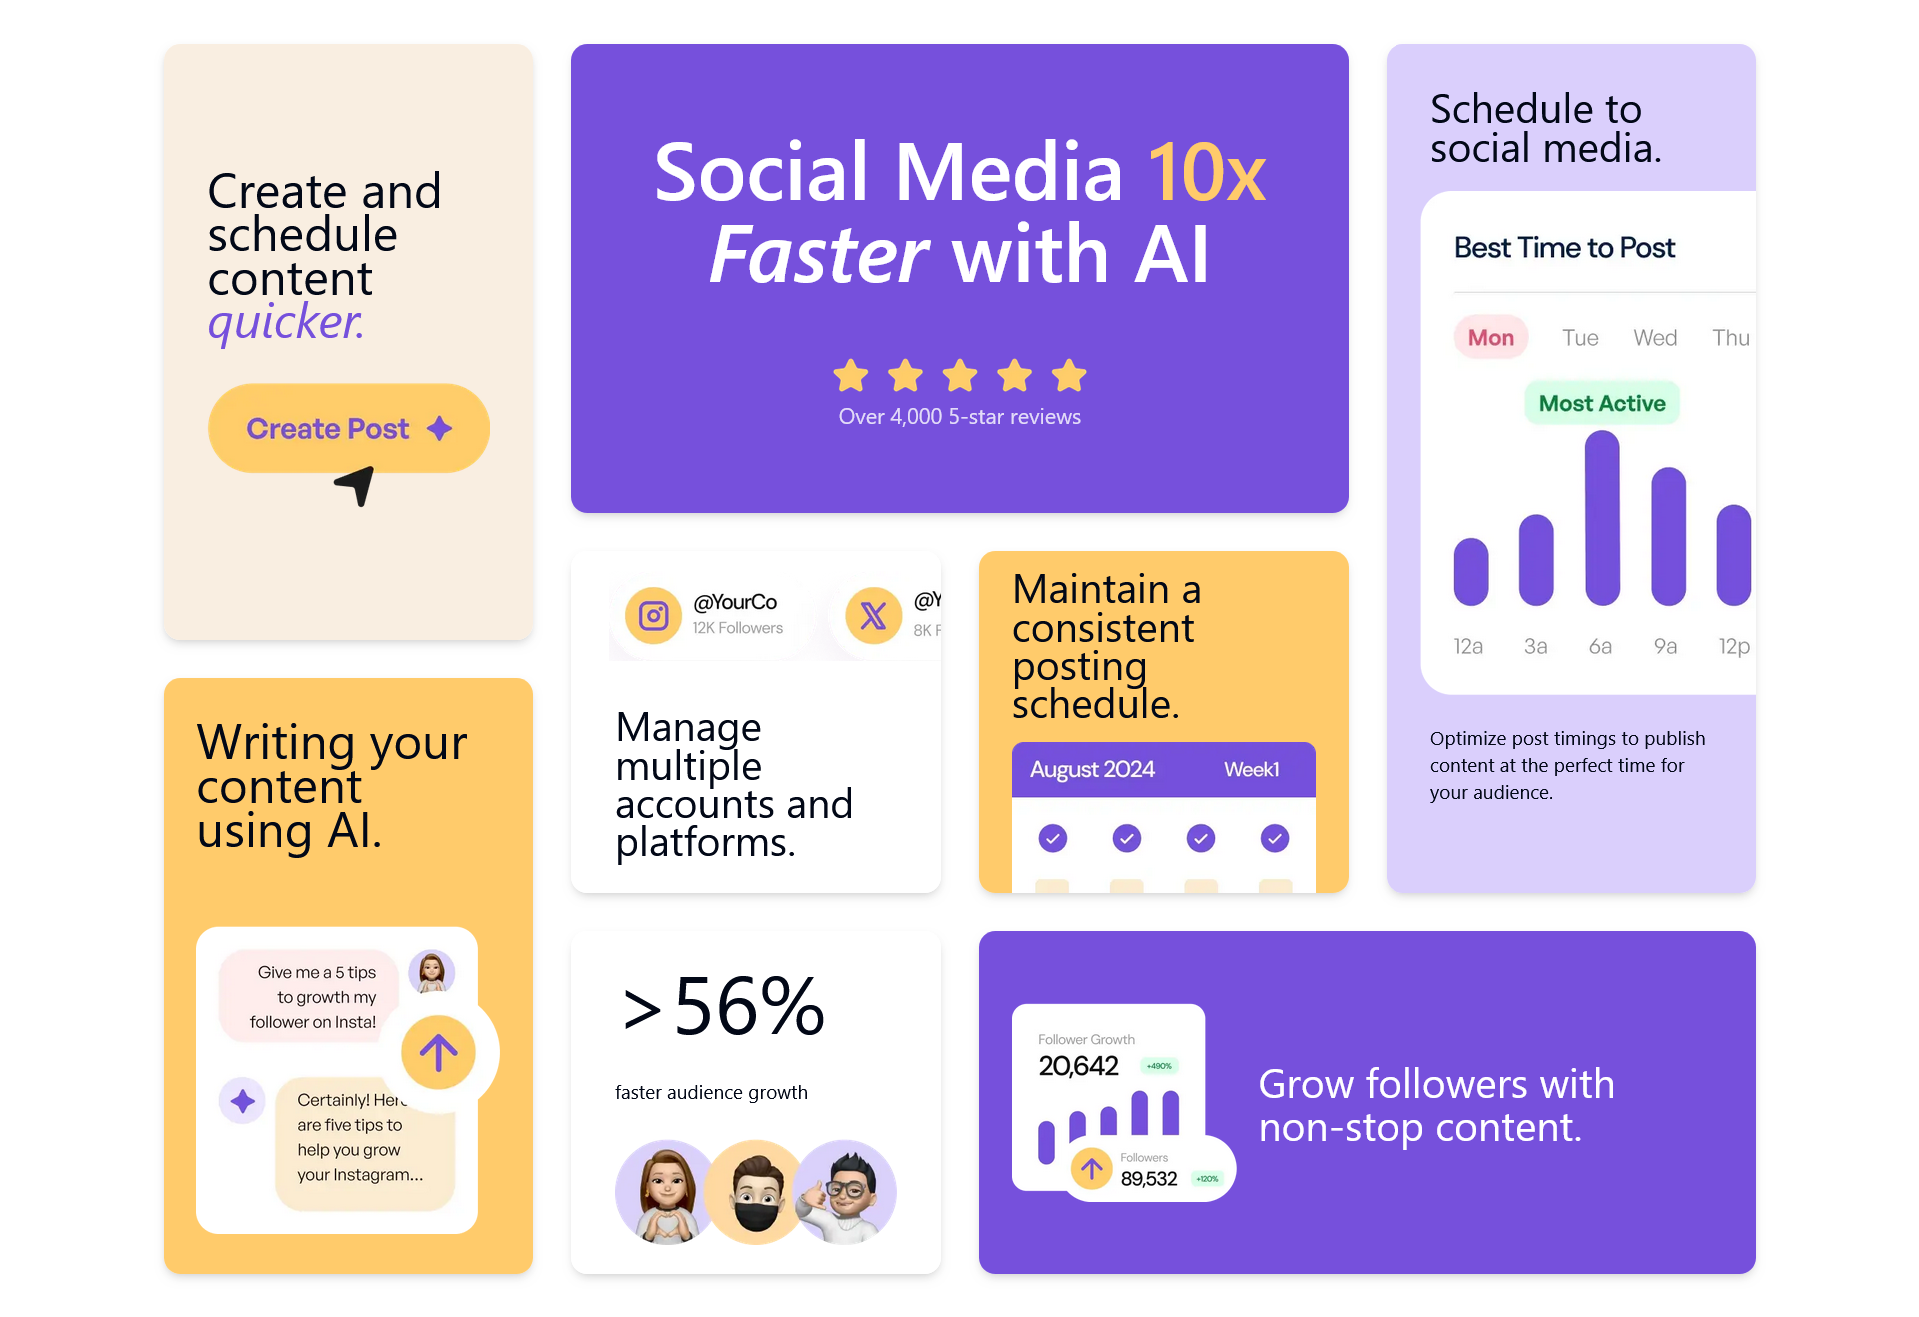 Create and
schedule
content
quicker.
Create Post
Social Media 10x
Faster with AI
Over 4,000 5-star reviews
Schedule to
social media.
Best Time to Post
Mon Tue Wed Thu
Most Active
12a 3a 6a 9a 12p
Optimize post timings to publish
content at the perfect time for
your audience.
@YourCo
12K Followers
@Y
8K F
Manage
multiple
accounts and
platforms.
Maintain a
consistent
posting
schedule.
August 2024 Week1
Writing your
content
using AI.
Give me a 5 tips
to growth my
follower on Insta!
Certainly! Here
are five tips to
help you grow
your Instagram...
>56%
faster audience growth
Follower Growth
20,642 +490%
Followers
89,532 +120%
Grow followers with
non-stop content.